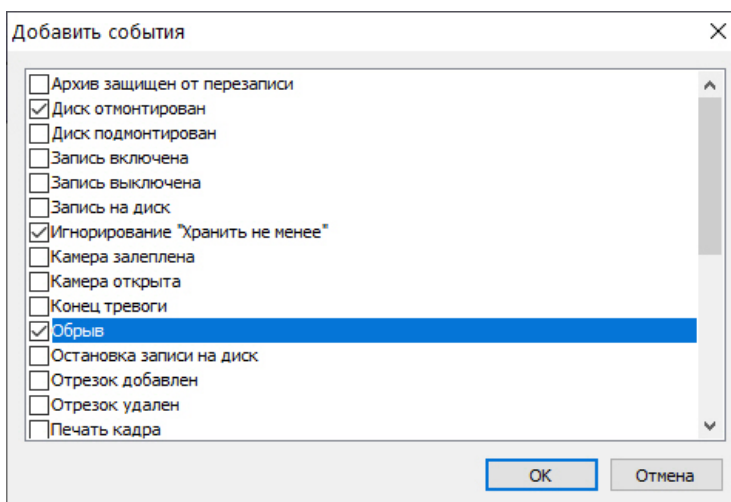 Добавить события
Архив защищен от перезаписи
Диск отмонтирован
Диск подмонтирован
Запись включена
Запись выключена
Запись на диск
Игнорирование "Хранить не менее"
Камера залеплена
Камера открыта
Конец тревоги
Обрыв
Остановка записи на диск
Отрезок добавлен
Отрезок удален
Печать кадра
OK
Отмена